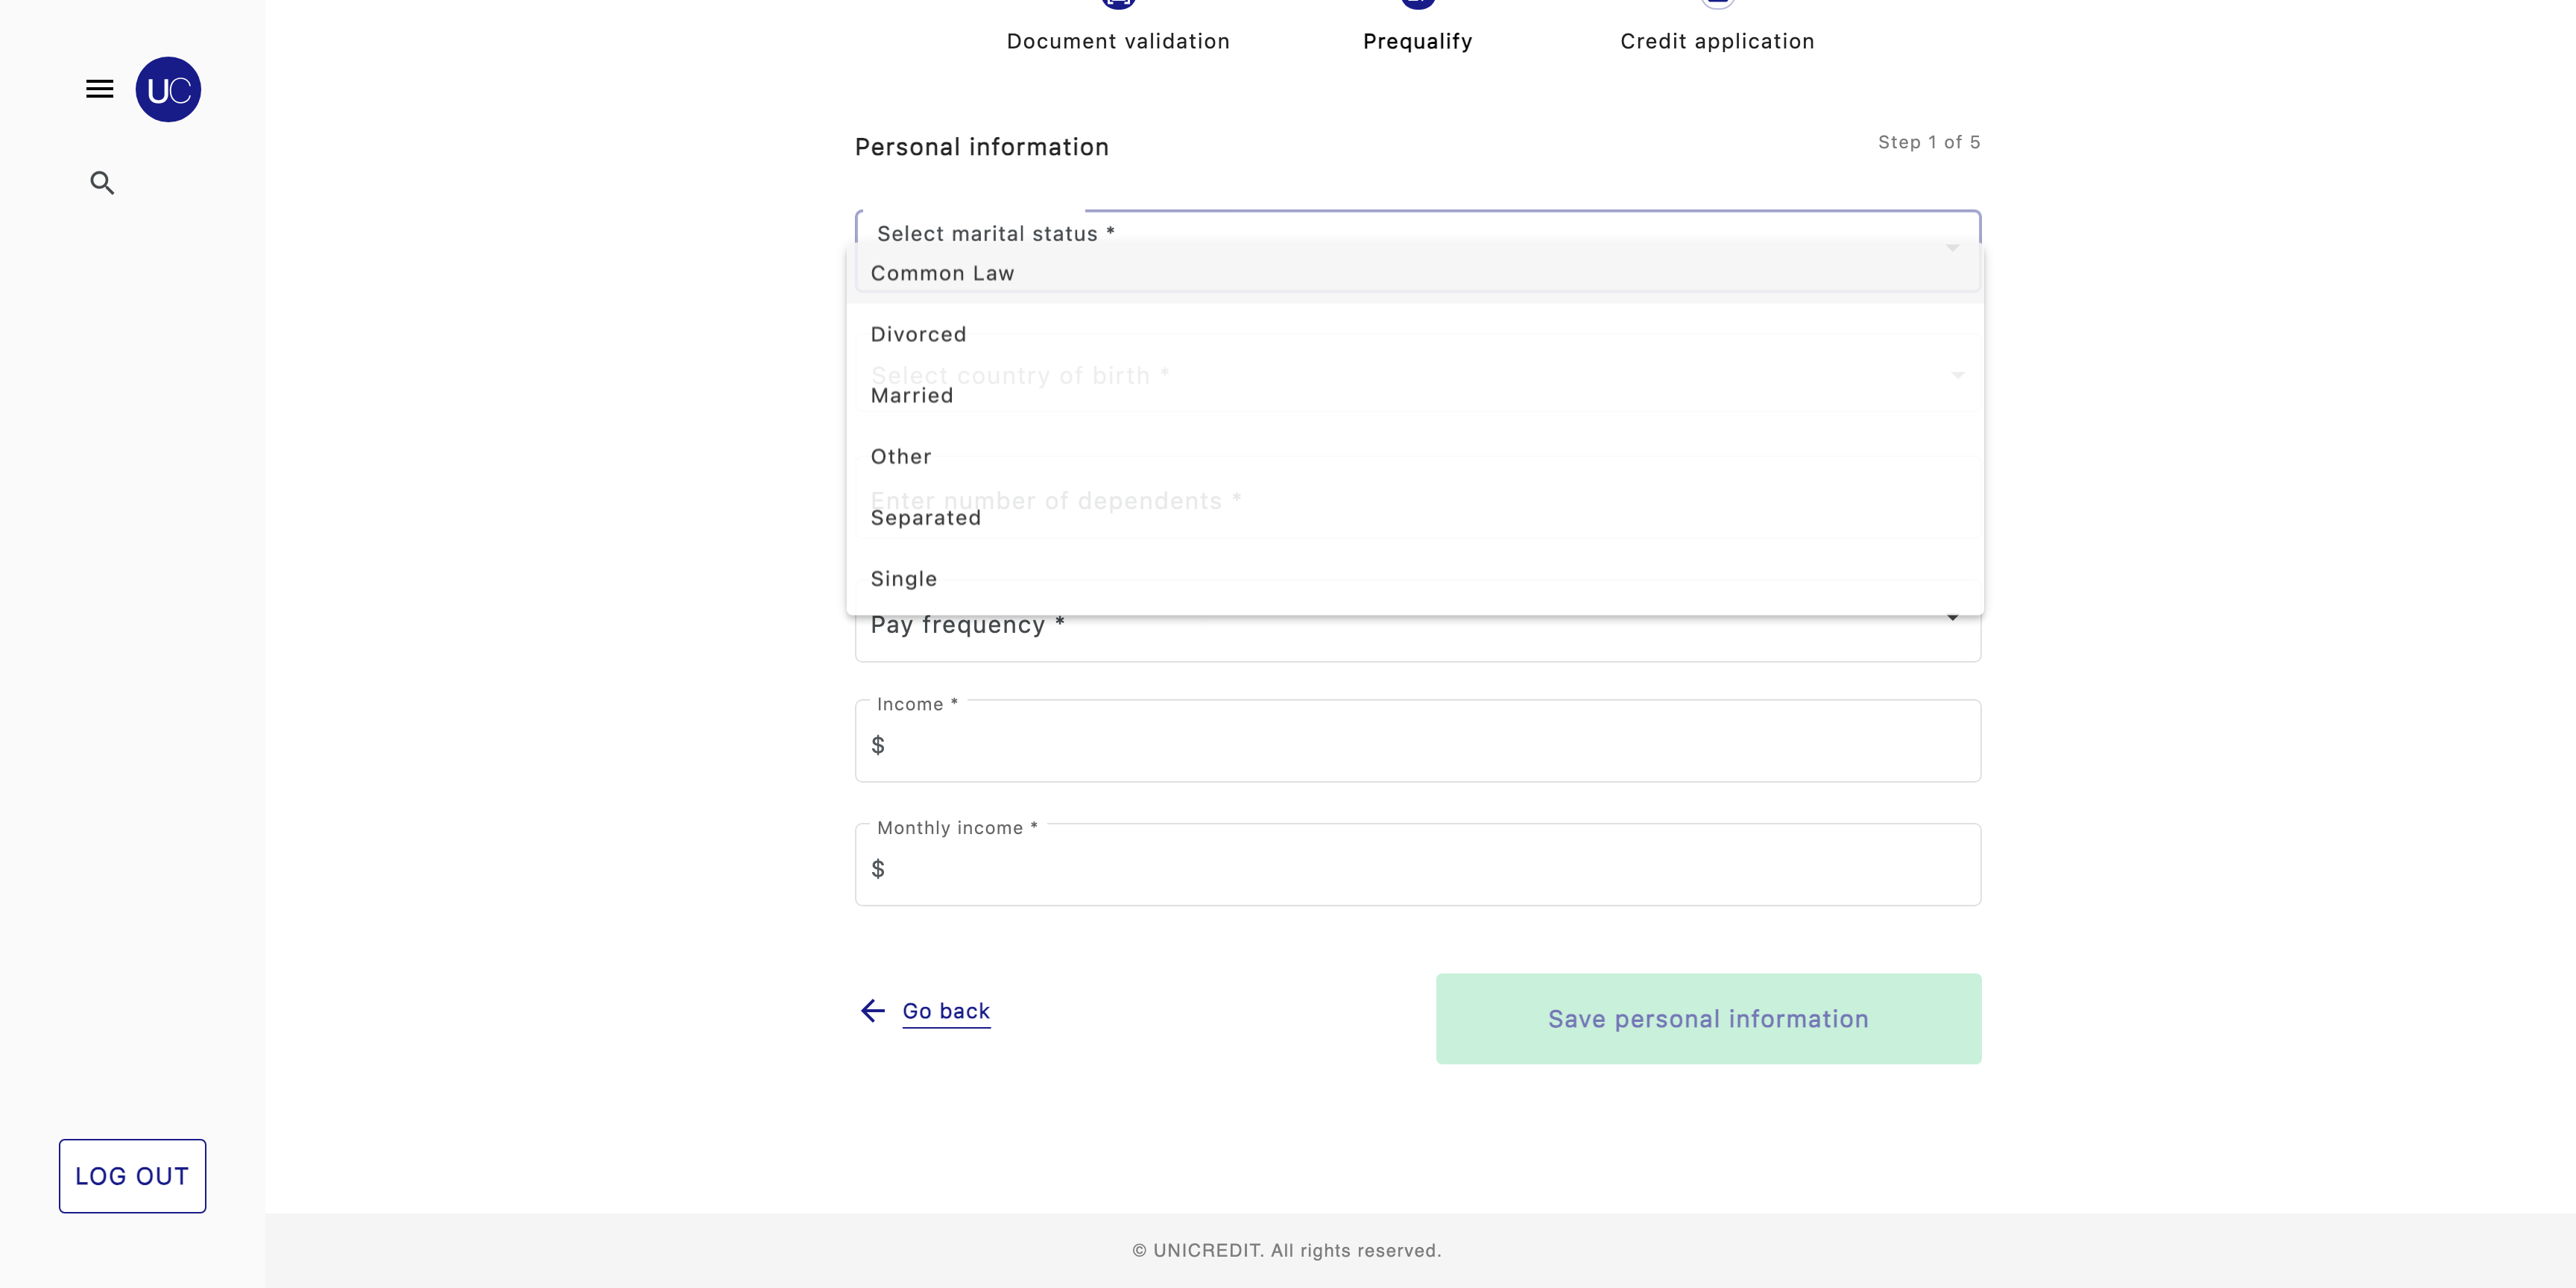 Document validation
Prequalify
Credit application
UC
Personal information
Step 1 of 5
Select marital status *
Common Law
Divorced
Select country of birth *
Married
Other
Enter number of dependents *
Separated
Single
Pay frequency *
Income *
$
Monthly income *
$
Go back
Save personal information
LOG OUT
© UNICREDIT. All rights reserved.